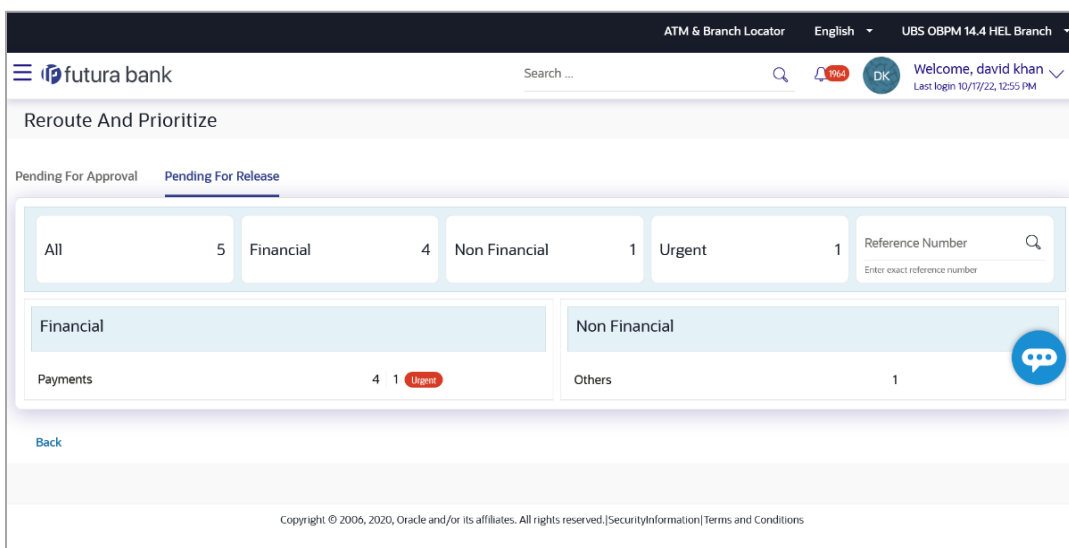 ATM & Branch Locator English UBS OBPM 14.4 HEL Branch
futura bank Search ... 1964 DK Welcome, david khan
Last login 10/17/22, 12:55 PM
Reroute And Prioritize
Pending For Approval Pending For Release
All 5 Financial 4 Non Financial 1 Urgent 1 Reference Number
Enter exact reference number
Financial Non Financial
Payments 4 1 Urgent Others 1
Back
Copyright © 2006, 2020, Oracle and/or its affiliates. All rights reserved.|SecurityInformation|Terms and Conditions